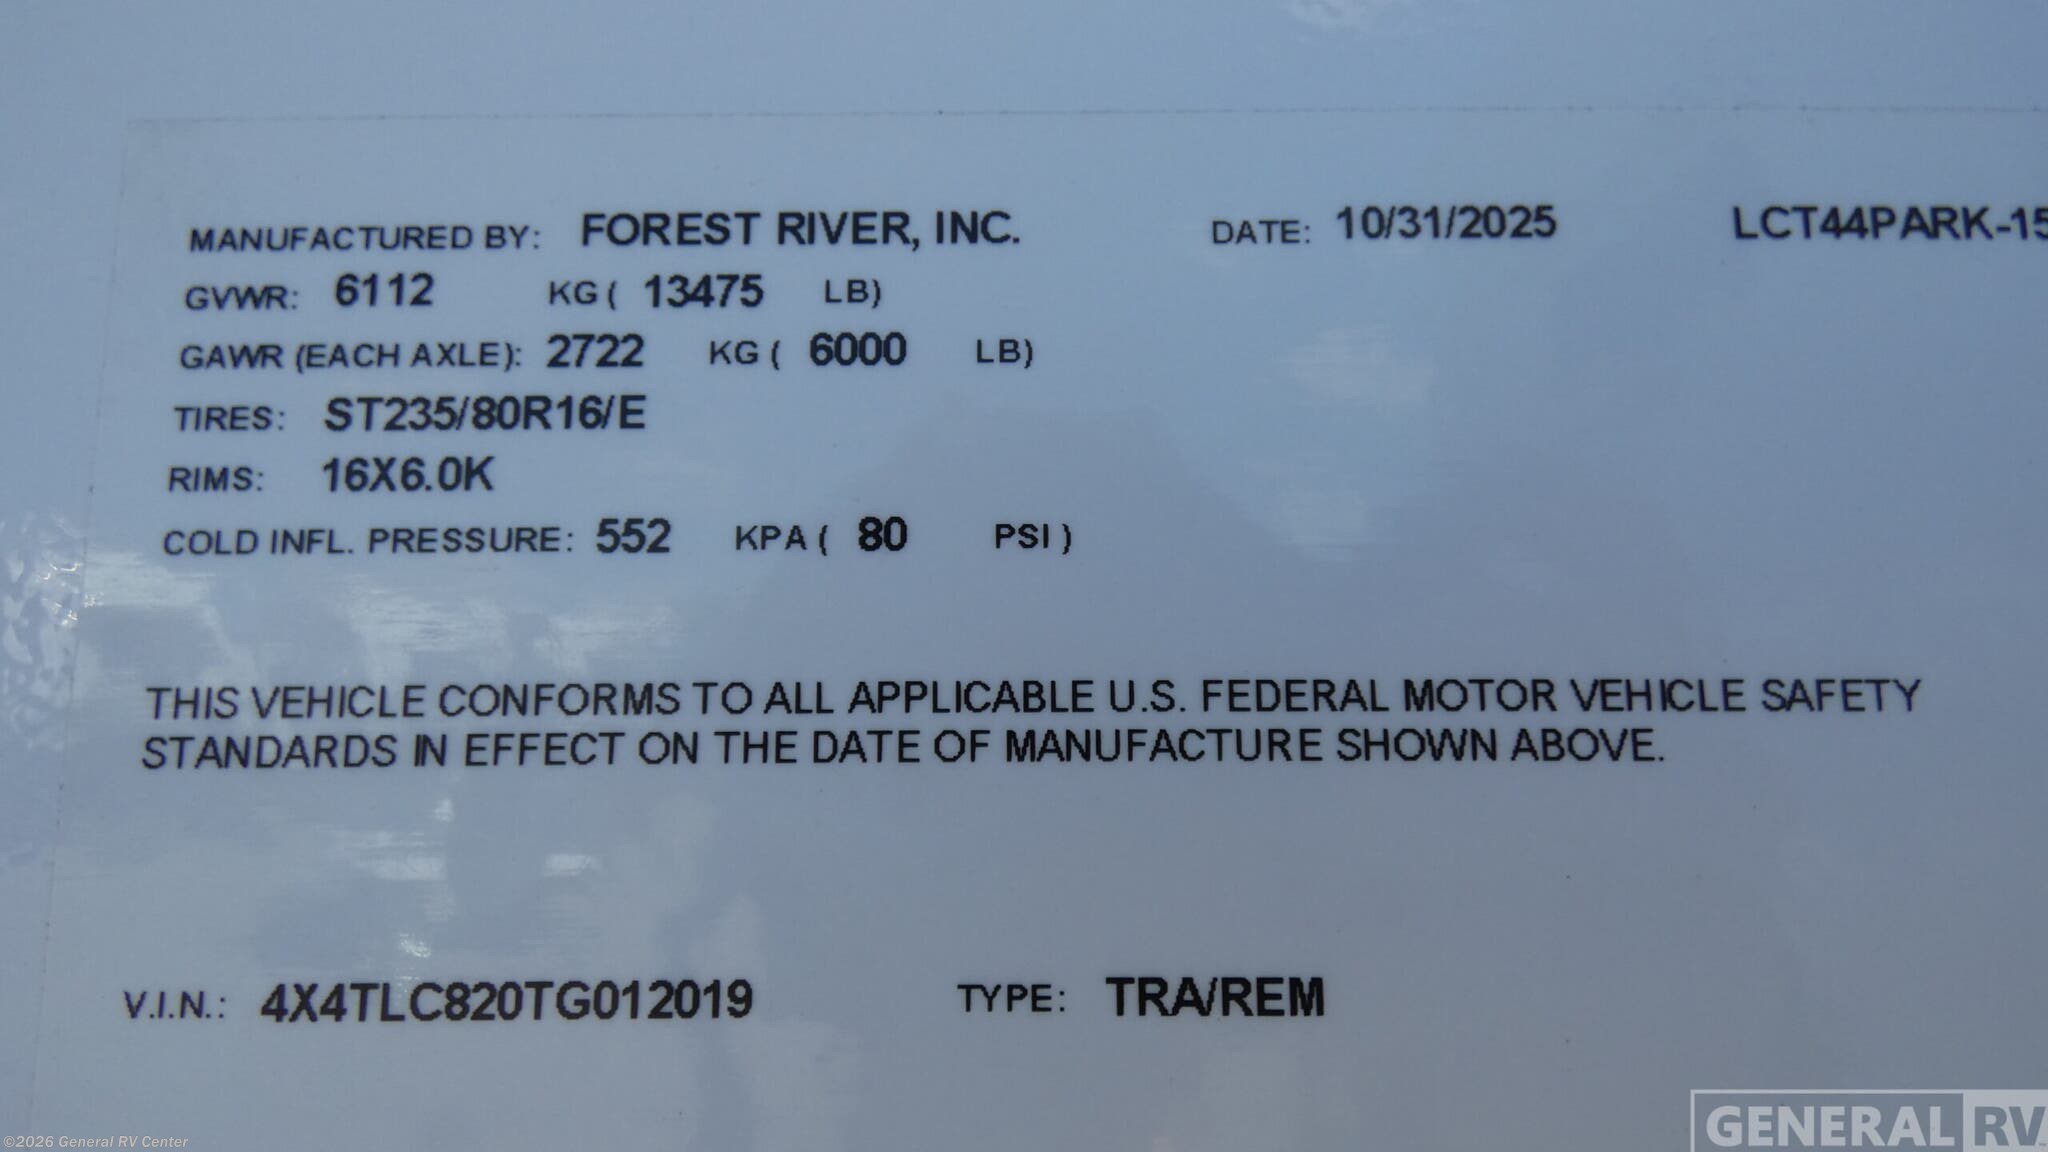 MANUFACTURED BY: FOREST RIVER, INC. DATE: 10/31/2025 LCT44PARK-15
GVWR: 6112 KG ( 13475 LB)
GAWR (EACH AXLE): 2722 KG ( 6000 LB)
TIRES: ST235/80R16/E
RIMS: 16X6.0K
COLD INFL. PRESSURE: 552 KPA ( 80 PSI )
THIS VEHICLE CONFORMS TO ALL APPLICABLE U.S. FEDERAL MOTOR VEHICLE SAFETY
STANDARDS IN EFFECT ON THE DATE OF MANUFACTURE SHOWN ABOVE.
V.I.N.: 4X4TLC820TG012019 TYPE: TRA/REM
GENERAL RV
©2026 General RV Center